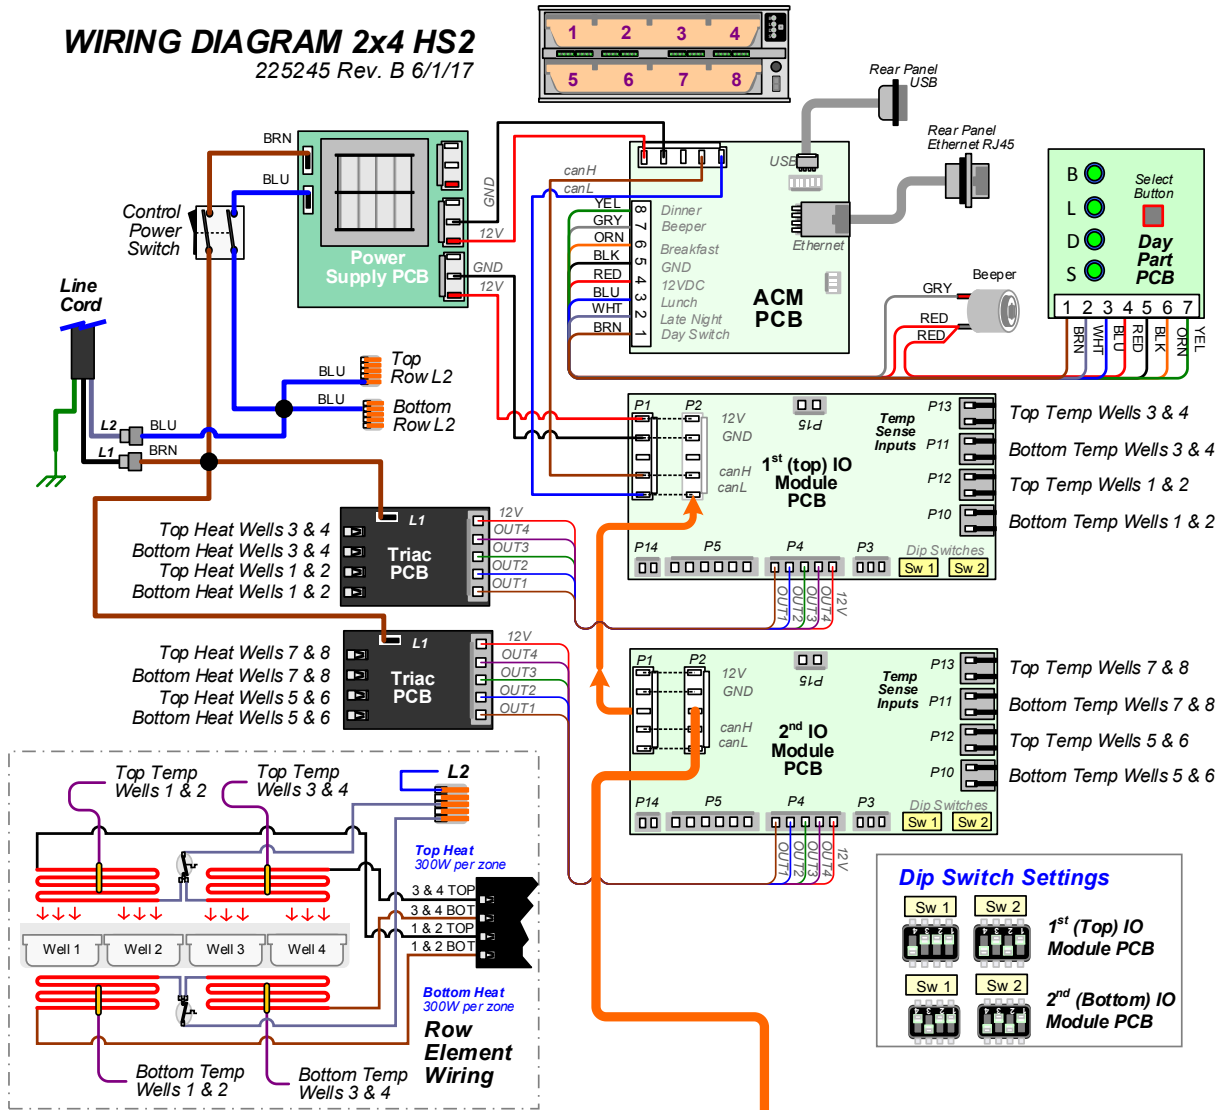 WIRING DIAGRAM 2x4 HS2
225245 Rev. B 6/1/17
1 2 3 4
5 6 7 8
Rear Panel
USB
Rear Panel
Ethernet RJ45
BRN
BLU
Control
Power
Switch
Power
Supply PCB
GND
12V
GND
12V
canH
canL
USB
Ethernet
YEL 8 Dinner
GRY 7 Beeper
ORN 6 Breakfast
BLK 5 GND
RED 4 12VDC
BLU 3 Lunch
WHT 2 Late Night
BRN 1 Day Switch
ACM
PCB
Beeper
GRY
RED
RED
B
L
D
S
Select
Button
Day
Part
PCB
1 2 3 4 5 6 7
BRN
WHT
BLU
RED
BLK
ORN
YEL
Line
Cord
BLU
Top
Row L2
BLU
Bottom
Row L2
L2
BLU
L1
BRN
P1
P2
12V
GND
canH
canL
P15
Temp
Sense
Inputs
P13
P11
P12
P10
Top Temp Wells 3 & 4
Bottom Temp Wells 3 & 4
Top Temp Wells 1 & 2
Bottom Temp Wells 1 & 2
1st (top) IO
Module
PCB
P14
P5
P4
P3
Dip Switches
Sw 1
Sw 2
OUT1
OUT2
OUT3
OUT4
12V
Top Heat Wells 3 & 4
Bottom Heat Wells 3 & 4
Top Heat Wells 1 & 2
Bottom Heat Wells 1 & 2
L1
Triac
PCB
12V
OUT4
OUT3
OUT2
OUT1
Top Heat Wells 7 & 8
Bottom Heat Wells 7 & 8
Top Heat Wells 5 & 6
Bottom Heat Wells 5 & 6
L1
Triac
PCB
12V
OUT4
OUT3
OUT2
OUT1
P1
P2
12V
GND
canH
canL
P15
Temp
Sense
Inputs
P13
P11
P12
P10
Top Temp Wells 7 & 8
Bottom Temp Wells 7 & 8
Top Temp Wells 5 & 6
Bottom Temp Wells 5 & 6
2nd IO
Module
PCB
P14
P5
P4
P3
Dip Switches
Sw 1
Sw 2
OUT1
OUT2
OUT3
OUT4
12V
Top Temp
Wells 1 & 2
Top Temp
Wells 3 & 4
L2
Top Heat
300W per zone
3 & 4 TOP
3 & 4 BOT
1 & 2 TOP
1 & 2 BOT
Well 1
Well 2
Well 3
Well 4
Bottom Heat
300W per zone
Row
Element
Wiring
Bottom Temp
Wells 1 & 2
Bottom Temp
Wells 3 & 4
Dip Switch Settings
Sw 1
Sw 2
4 3 2 1
4 3 2 1
1st (Top) IO
Module PCB
Sw 1
Sw 2
4 3 2 1
4 3 2 1
2nd (Bottom) IO
Module PCB